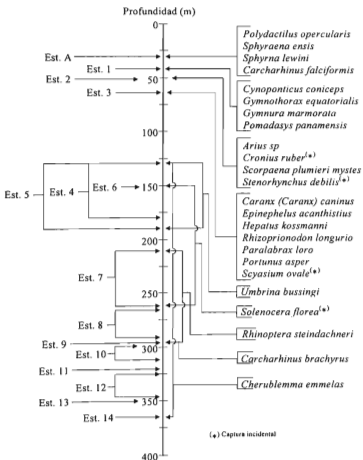 Profundidad (m)
0
50
100
150
200
250
300
350
400
Est. A
Est. 1
Est. 2
Est. 3
Est. 4
Est. 5
Est. 6
Est. 7
Est. 8
Est. 9
Est. 10
Est. 11
Est. 12
Est. 13
Est. 14
Polydactilus opercularis
Sphyraena ensis
Sphyrna lewini
Carcharhinus falciformis
Cynoponticus coniceps
Gymnothorax equatorialis
Gymnura marmorata
Pomadasys panamensis
Arius sp
Cronius ruber(*)
Scorpaena plumieri mystes
Stenorhynchus debilis(*)
Caranx (Caranx) caninus
Epinephelus acanthistius
Hepatus kossmanni
Rhizoprionodon longurio
Paralabrax loro
Portunus asper
Scyasium ovale(*)
Umbrina bussingi
Solenocera florea(*)
Rhinoptera steindachneri
Carcharhinus brachyrus
Cherublemma emmelas
(*) Captura incidental